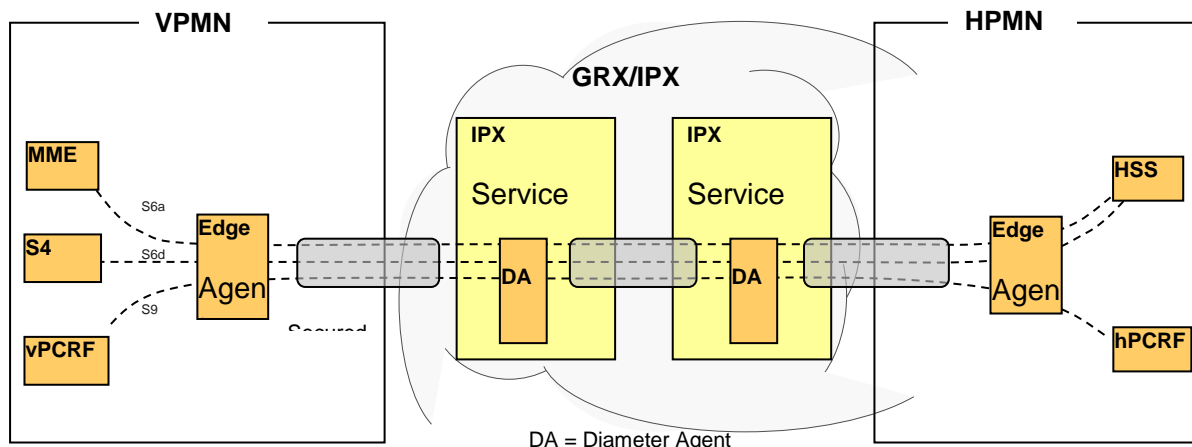 VPMN
HPMN
GRX/IPX
IPX
Service
IPX
Service
MME
S6a
S4
S6d
S9
vPCRF
Edge
Agen
DA
DA
Edge
Agen
HSS
hPCRF
DA = Diameter Agent